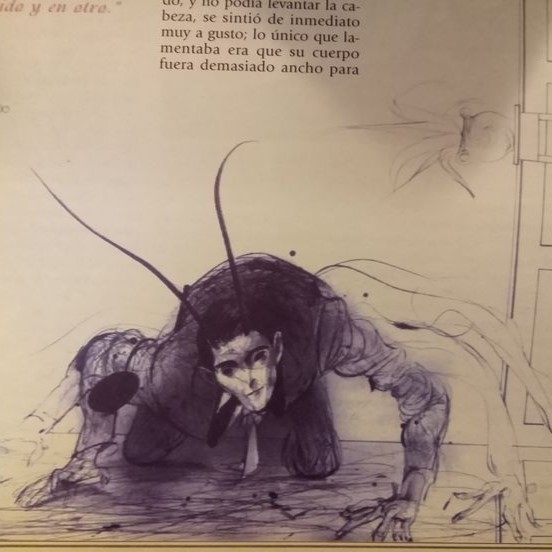 y en otro."
do, y no podía levantar la ca-
beza, se sintió de inmediato
muy a gusto; lo único que la-
mentaba era que su cuerpo
fuera demasiado ancho para